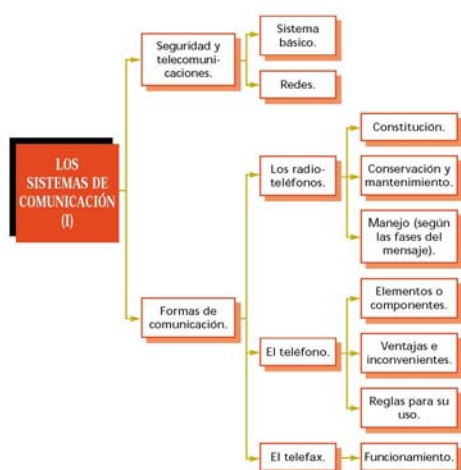 LOS
SISTEMAS DE
COMUNICACIÓN
(I)
Seguridad y
telecomuni-
caciones.
Sistema
básico.
Redes.
Formas de
comunicación.
Los radio-
teléfonos.
Constitución.
Conservación y
mantenimiento.
Manejo (según
las fases del
mensaje).
El teléfono.
Elementos o
componentes.
Ventajas e
inconvenientes.
Reglas para su
uso.
El telefax.
Funcionamiento.